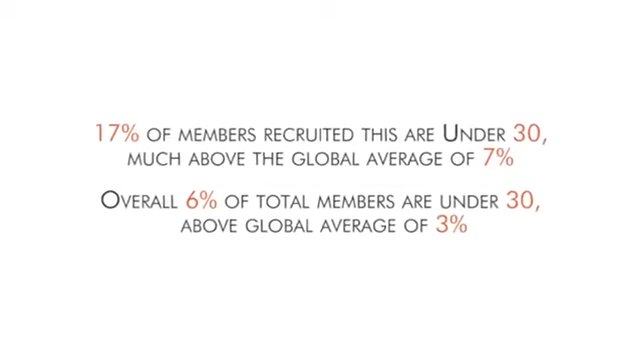 17% OF MEMBERS RECRUITED THIS ARE UNDER 30,
MUCH ABOVE THE GLOBAL AVERAGE OF 7%
OVERALL 6% OF TOTAL MEMBERS ARE UNDER 30,
ABOVE GLOBAL AVERAGE OF 3%